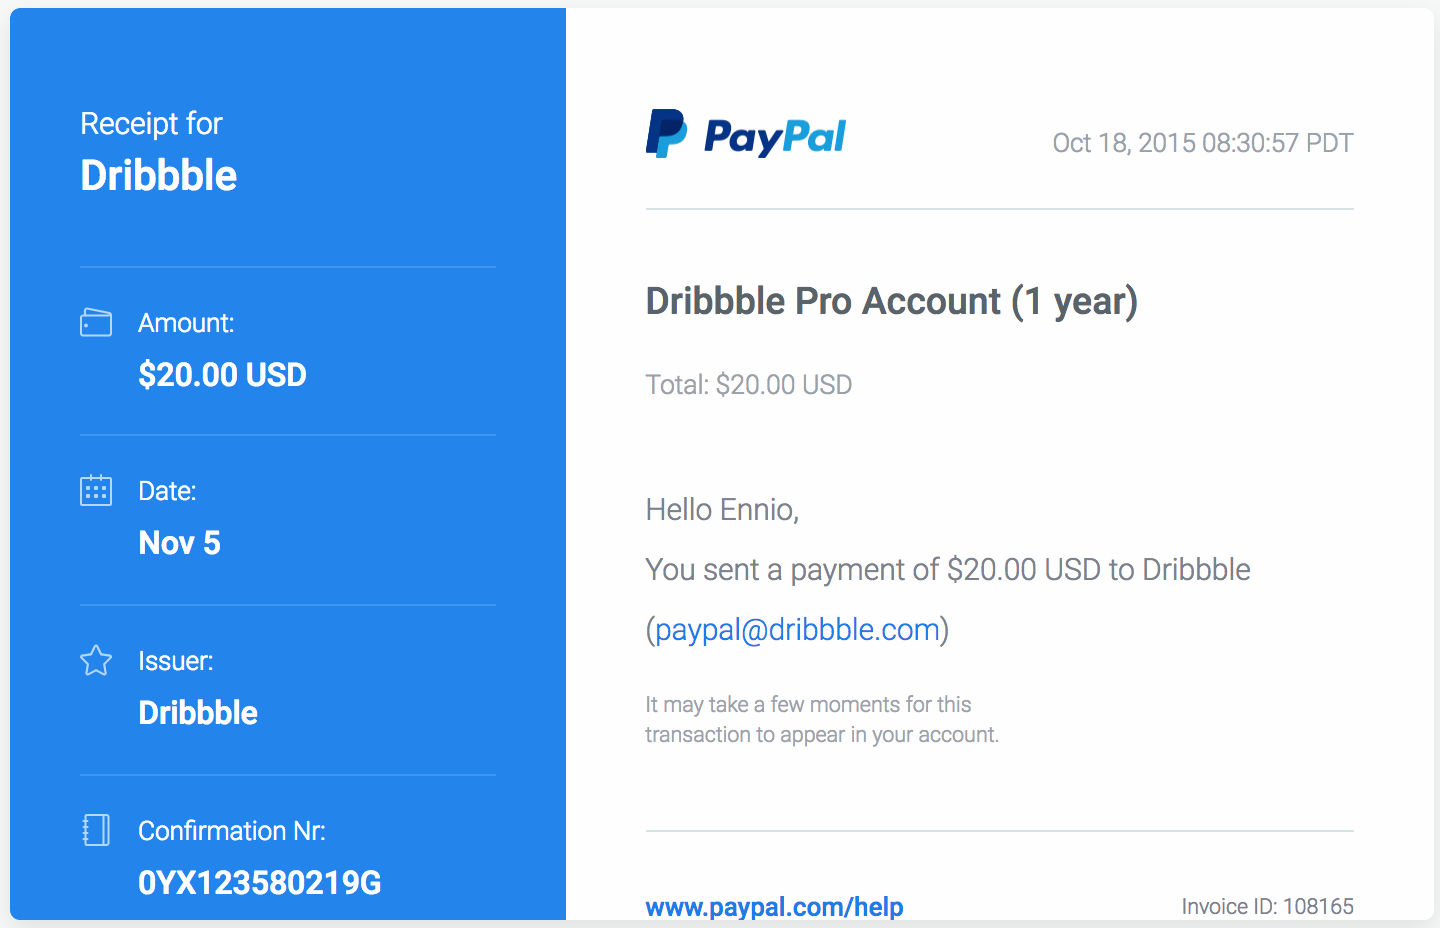 Receipt for
Dribbble
Amount:
$20.00 USD
Date:
Nov 5
Issuer:
Dribbble
Confirmation Nr:
0YX123580219G
PayPal
Oct 18, 2015 08:30:57 PDT
Dribbble Pro Account (1 year)
Total: $20.00 USD
Hello Ennio,
You sent a payment of $20.00 USD to Dribbble
(paypal@dribbble.com)
It may take a few moments for this
transaction to appear in your account.
www.paypal.com/help
Invoice ID: 108165